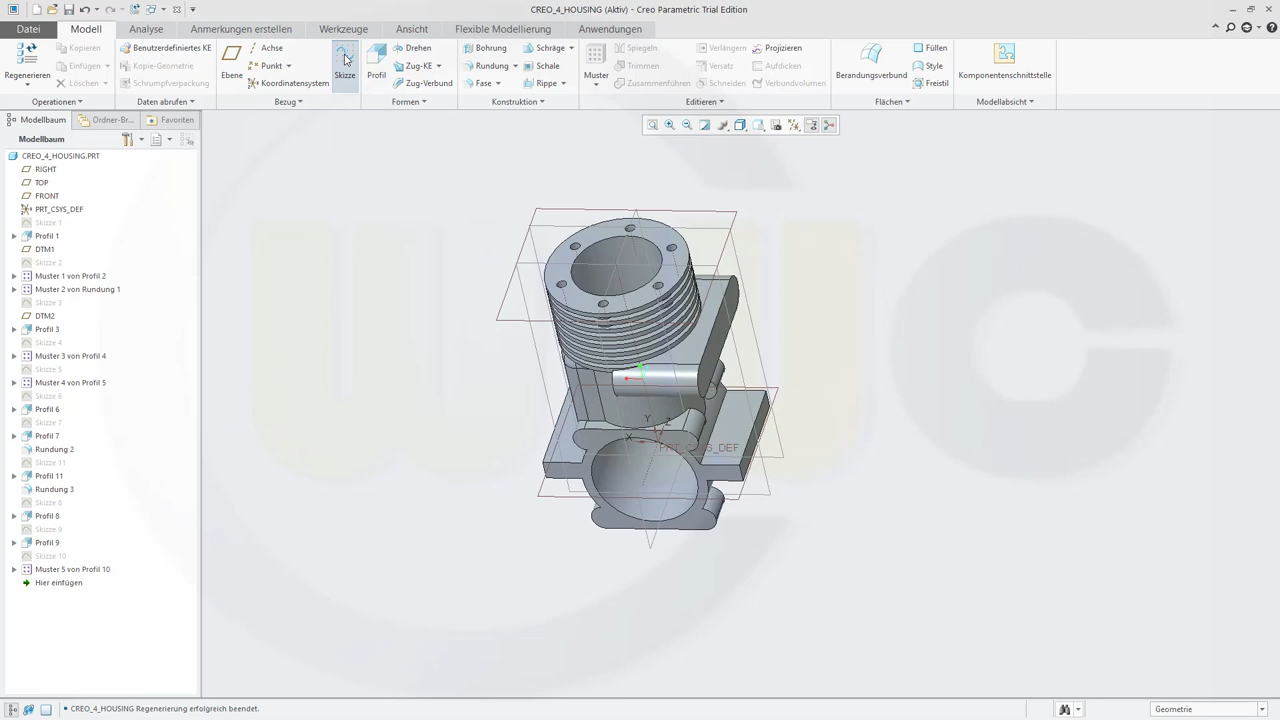 CREO_4_HOUSING (Aktiv) - Creo Parametric Trial Edition
Datei Modell Analyse Anmerkungen erstellen Werkzeuge Ansicht Flexible Modellierung Anwendungen
Regenerieren
Kopieren
Einfügen
Löschen
Operationen
Benutzerdefiniertes KE
Kopie-Geometrie
Schrumpfverpackung
Daten abrufen
Ebene
Achse
Punkt
Koordinatensystem
Skizze
Bezug
Profil
Drehen
Zug-KE
Zug-Verbund
Formen
Bohrung
Rundung
Fase
Schräge
Schale
Rippe
Konstruktion
Muster
Spiegeln
Trimmen
Zusammenführen
Verlängern
Versatz
Schneiden
Projizieren
Aufdicken
Verbundvolumen
Editieren
Berandungsverbund
Füllen
Style
Freistil
Flächen
Komponentenschnittstelle
Modellabsicht
Modellbaum Ordner-Br... Favoriten
Modellbaum
CREO_4_HOUSING.PRT
RIGHT
TOP
FRONT
PRT_CSYS_DEF
Skizze 1
Profil 1
DTM1
Skizze 2
Muster 1 von Profil 2
Muster 2 von Rundung 1
Skizze 3
DTM2
Profil 3
Skizze 4
Muster 3 von Profil 4
Skizze 5
Muster 4 von Profil 5
Skizze 6
Profil 6
Skizze 7
Profil 7
Rundung 2
Skizze 11
Profil 11
Rundung 3
Skizze 8
Profil 8
Skizze 9
Profil 9
Skizze 10
Muster 5 von Profil 10
Hier einfügen
Y
Z
X
PRT_CSYS_DEF
CREO_4_HOUSING Regenerierung erfolgreich beendet.
Geometrie